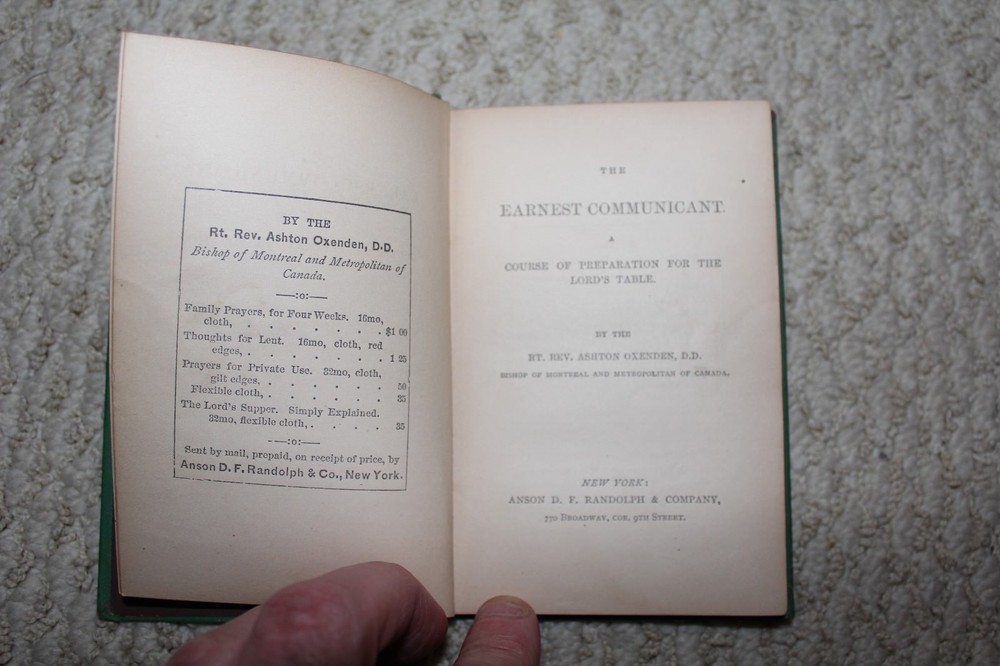 BY THE
Rt. Rev. Ashton Oxenden, D.D.
Bishop of Montreal and Metropolitan of
Canada.
—:o:—
Family Prayers, for Four Weeks. 16mo,
cloth, . . . . . . . $1 00
Thoughts for Lent. 16mo, cloth, red
edges, . . . . . . . 1 25
Prayers for Private Use. 32mo, cloth,
gilt edges, . . . . . . 50
Flexible cloth, . . . . . . 35
The Lord's Supper. Simply Explained.
32mo, flexible cloth, . . . . 35
—:o:—
Sent by mail, prepaid, on receipt of price, by
Anson D. F. Randolph & Co., New York.
THE
EARNEST COMMUNICANT.
A
COURSE OF PREPARATION FOR THE
LORD'S TABLE.
BY THE
RT. REV. ASHTON OXENDEN, D.D.
BISHOP OF MONTREAL AND METROPOLITAN OF CANADA.
NEW YORK:
ANSON D. F. RANDOLPH & COMPANY,
770 BROADWAY, COR. 9TH STREET.